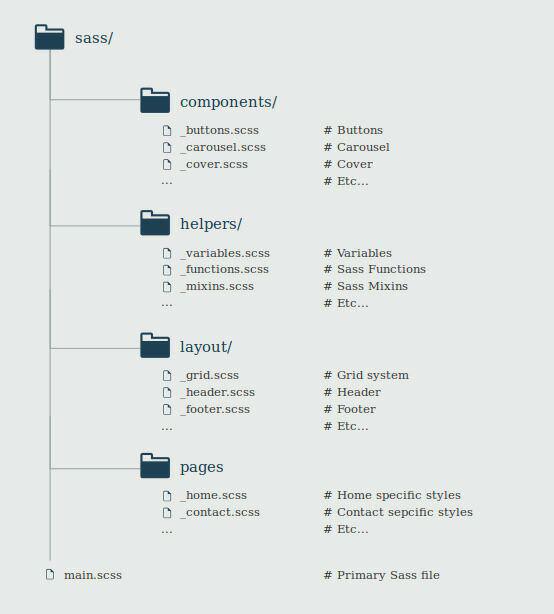 sass/
components/
_buttons.scss # Buttons
_carousel.scss # Carousel
_cover.scss # Cover
... # Etc...
helpers/
_variables.scss # Variables
_functions.scss # Sass Functions
_mixins.scss # Sass Mixins
... # Etc...
layout/
_grid.scss # Grid system
_header.scss # Header
_footer.scss # Footer
... # Etc...
pages
_home.scss # Home specific styles
_contact.scss # Contact sepcific styles
... # Etc...
main.scss # Primary Sass file